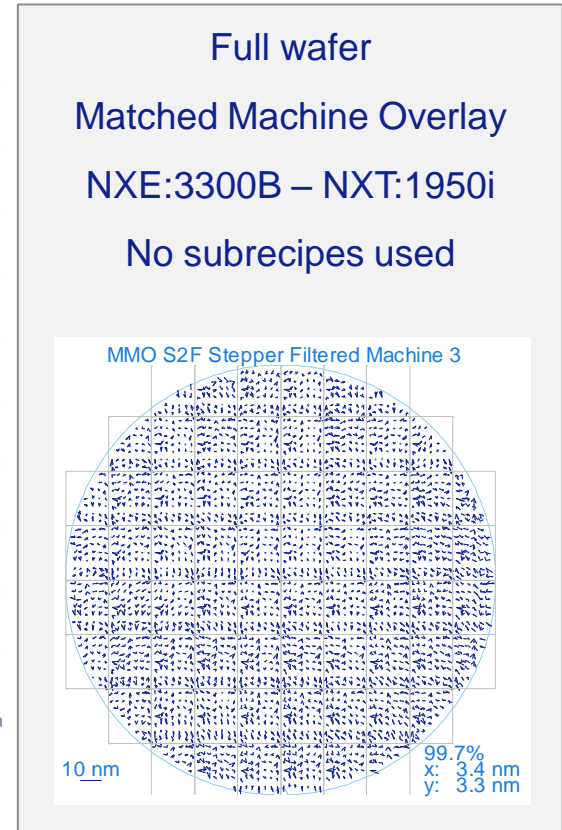 Full wafer
Matched Machine Overlay
NXE:3300B – NXT:1950i
No subrecipes used
MMO S2F Stepper Filtered Machine 3
10 nm
99.7%
x: 3.4 nm
y: 3.3 nm